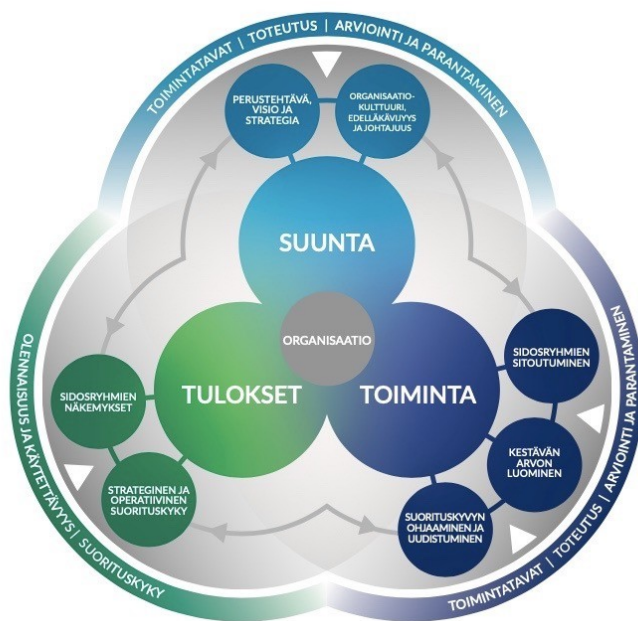 TOIMINTATAVAT | TOTEUTUS | ARVIOINTI JA PARANTAMINEN
PERUSTEHTÄVÄ,
VISIO JA
STRATEGIA
ORGANISAATIO-
KULTTUURI,
EDELLÄKÄVIJYYS
JA JOHTAJUUS
SUUNTA
ORGANISAATIO
TULOKSET
TOIMINTA
SIDOSRYHMIEN
NÄKEMYKSET
STRATEGINEN JA
OPERATIIVINEN
SUORITUSKYKY
SIDOSRYHMIEN
SITOUTUMINEN
KESTÄVÄN
ARVON
LUOMINEN
SUORITUSKYVYN
OHJAAMINEN JA
UUDISTUMINEN
OLENNAISUUS JA KÄYTETTÄVYYS | SUORITUSKYKY
TOIMINTATAVAT | TOTEUTUS | ARVIOINTI JA PARANTAMINEN